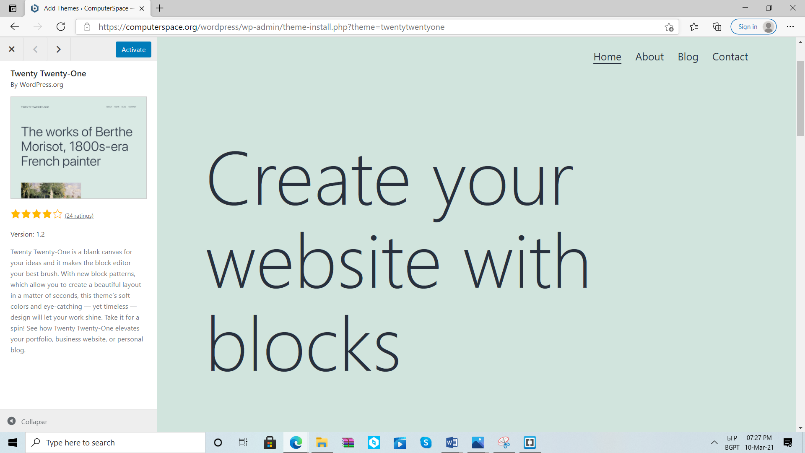 Add Themes ‹ ComputerSpace —
https://computerspace.org/wordpress/wp-admin/theme-install.php?theme=twentytwentyone
Sign in
Activate
Twenty Twenty-One
By WordPress.org
The works of Berthe
Morisot, 1800s-era
French painter
(24 ratings)
Version: 1.2
Twenty Twenty-One is a blank canvas for
your ideas and it makes the block editor
your best brush. With new block patterns,
which allow you to create a beautiful layout
in a matter of seconds, this theme's soft
colors and eye-catching — yet timeless —
design will let your work shine. Take it for a
spin! See how Twenty Twenty-One elevates
your portfolio, business website, or personal
blog.
Collapse
Home About Blog Contact
Create your
website with
blocks
Type here to search
БГР 07:27 PM
BGPT 10-Mar-21